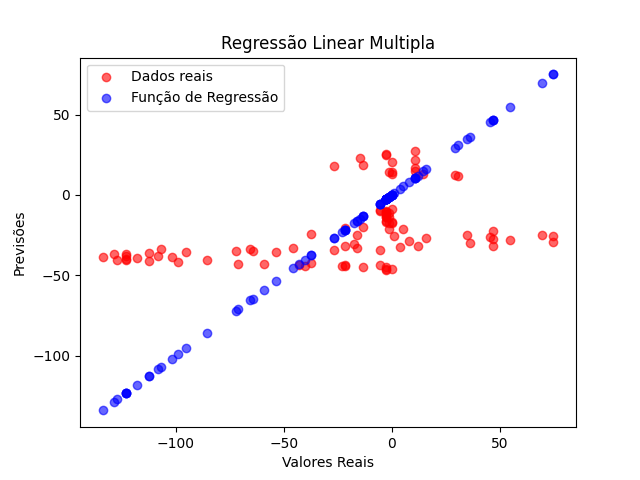 Regressão Linear Multipla
Dados reais
Função de Regressão
50
0
−50
−100
Previsões
−100
−50
0
50
Valores Reais